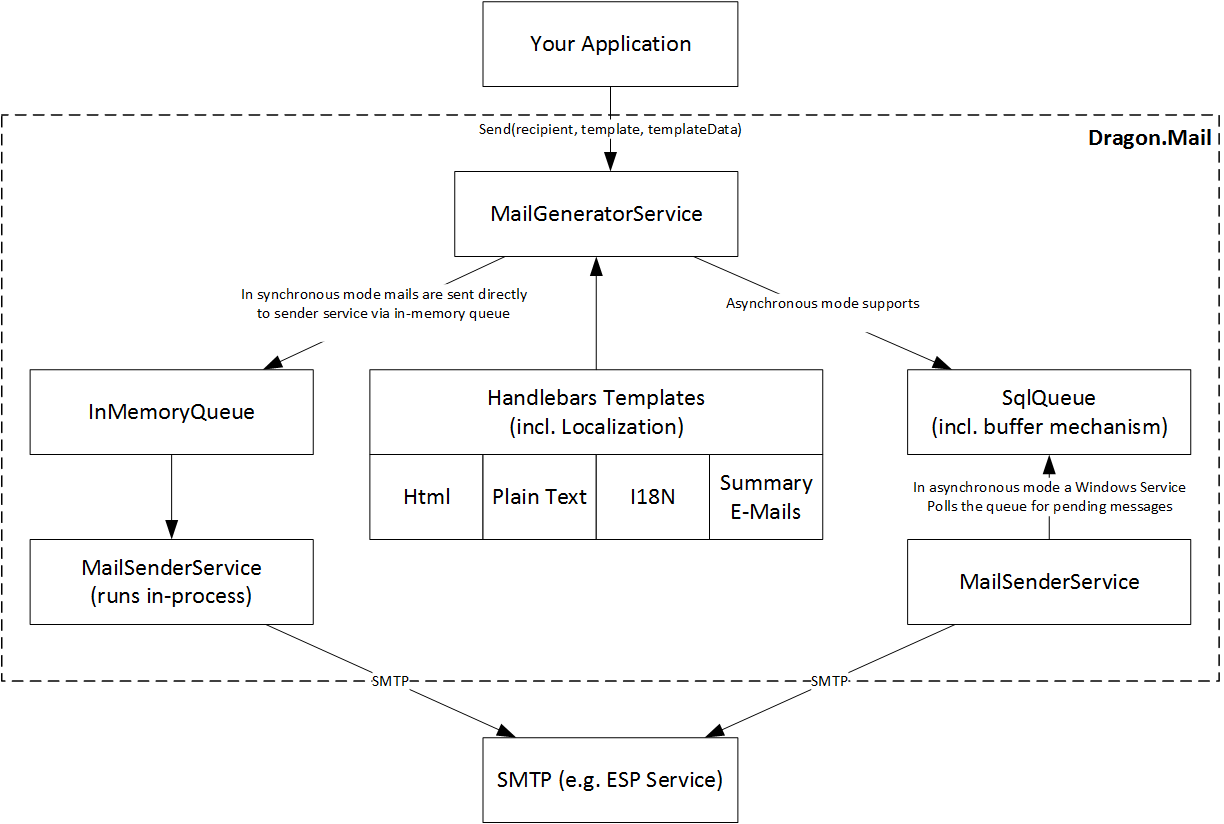 Your Application
Send(recipient, template, templateData)
Dragon.Mail
MailGeneratorService
In synchronous mode mails are sent directly
to sender service via in-memory queue
Asynchronous mode supports
InMemoryQueue
Handlebars Templates
(incl. Localization)
SqlQueue
(incl. buffer mechanism)
Html
Plain Text
I18N
Summary
E-Mails
In asynchronous mode a Windows Service
Polls the queue for pending messages
MailSenderService
(runs in-process)
MailSenderService
SMTP
SMTP
SMTP (e.g. ESP Service)